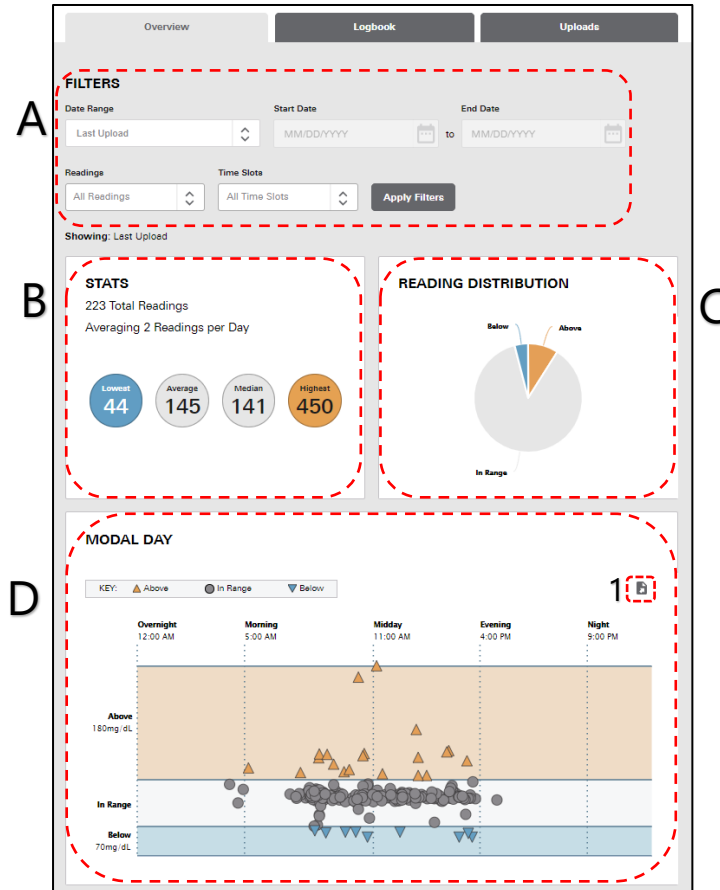 Overview Logbook Uploads
FILTERS
A
Date Range Start Date End Date
Last Upload MM/DD/YYYY to MM/DD/YYYY
Readings Time Slots
All Readings All Time Slots Apply Filters
Showing: Last Upload
B
STATS
223 Total Readings
Averaging 2 Readings per Day
Lowest Average Median Highest
44 145 141 450
READING DISTRIBUTION
C
Below Above
In Range
MODAL DAY
D
KEY: Above In Range Below
1
Overnight Morning Midday Evening Night
12:00 AM 5:00 AM 11:00 AM 4:00 PM 9:00 PM
Above
180mg/dL
In Range
Below
70mg/dL